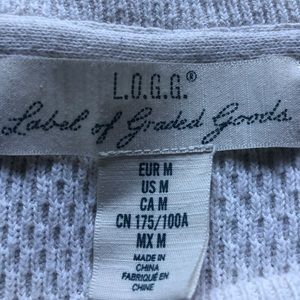 L.O.G.G.®
Label of Graded Goods
EUR M
US M
CA M
CN 175/100A
MX M
MADE IN
CHINA
FABRIQUÉ EN
CHINE